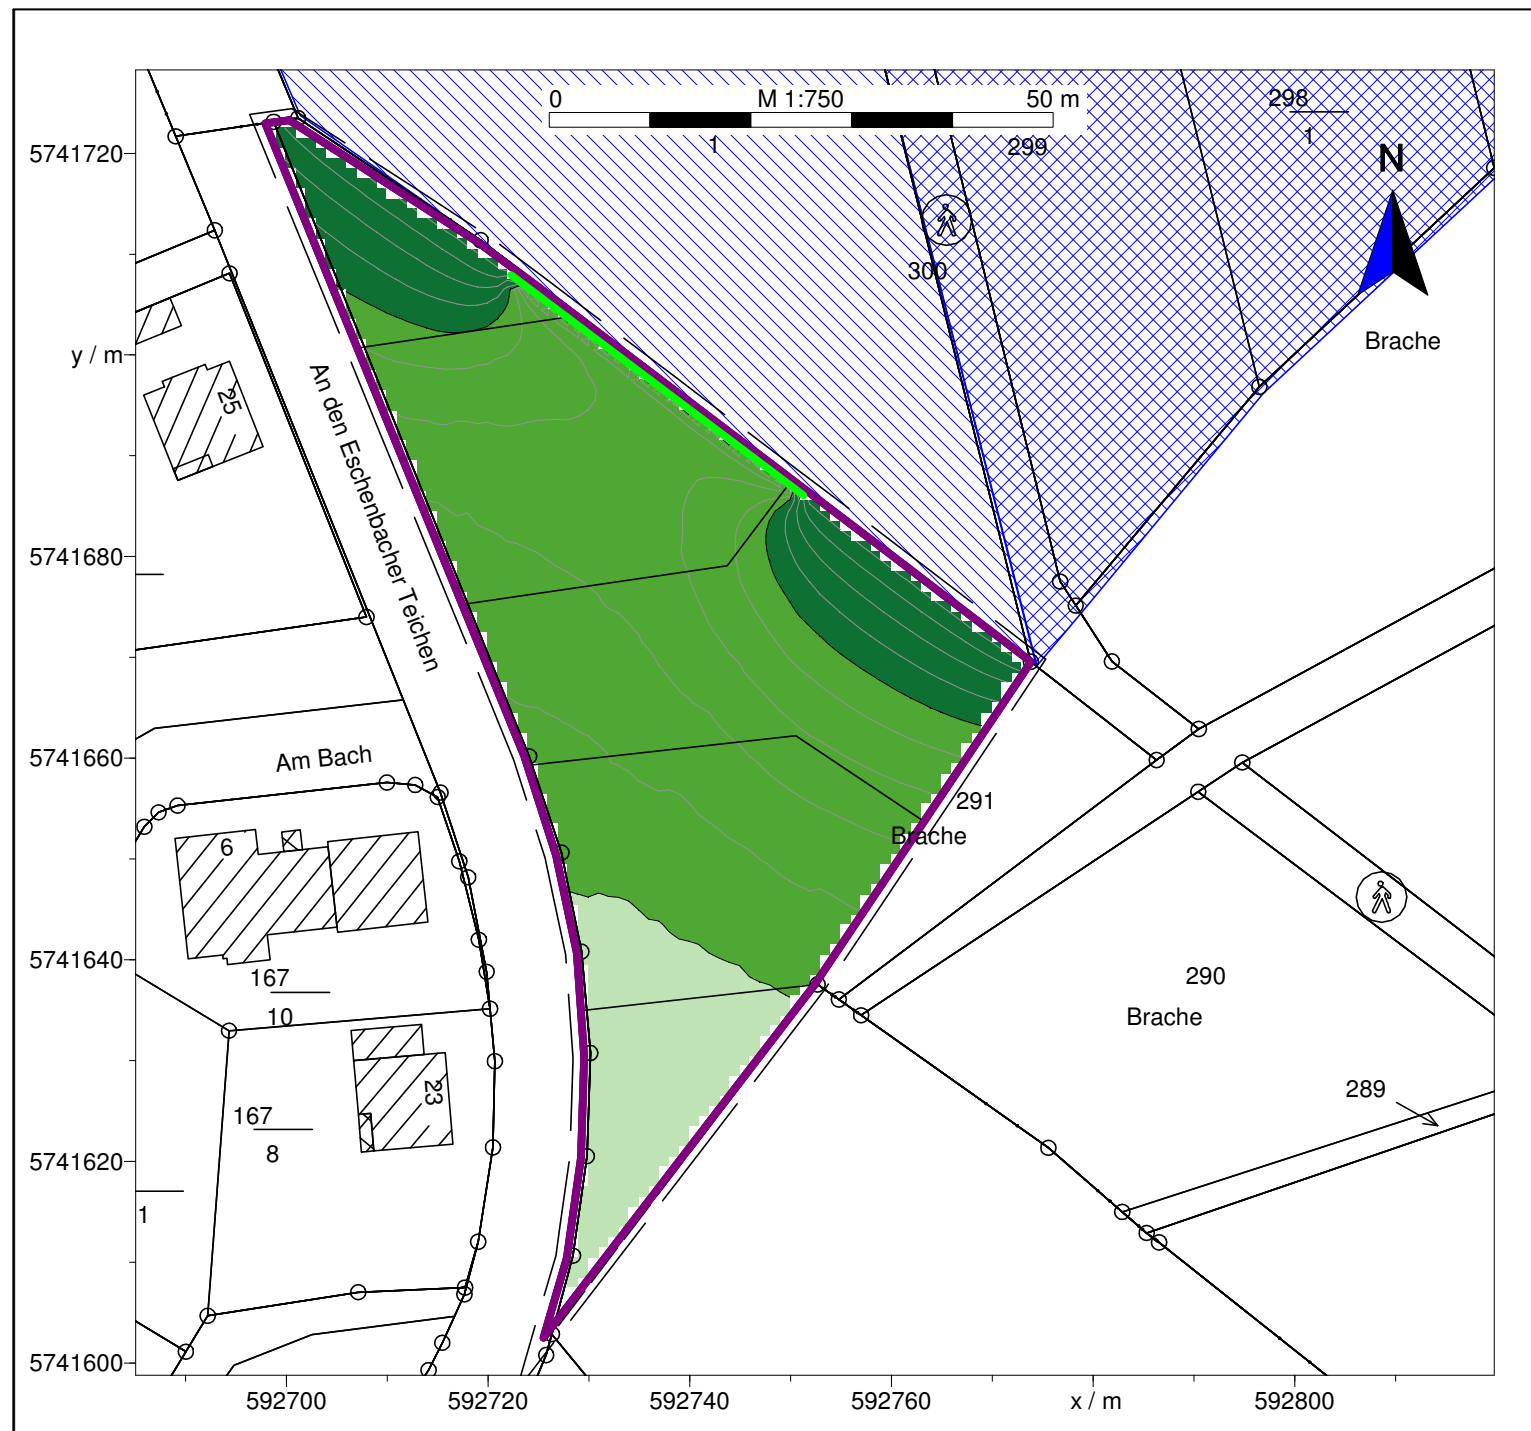 0 M 1:750 50 m
298
1
1
299
N
5741720
300
Brache
y / m
25
An den Eschenbacher Teichen
5741680
5741660
Am Bach
291
Brache
6
5741640
167
10
290
Brache
23
289
167
8
5741620
1
5741600
592700 592720 592740 592760 x / m 592800